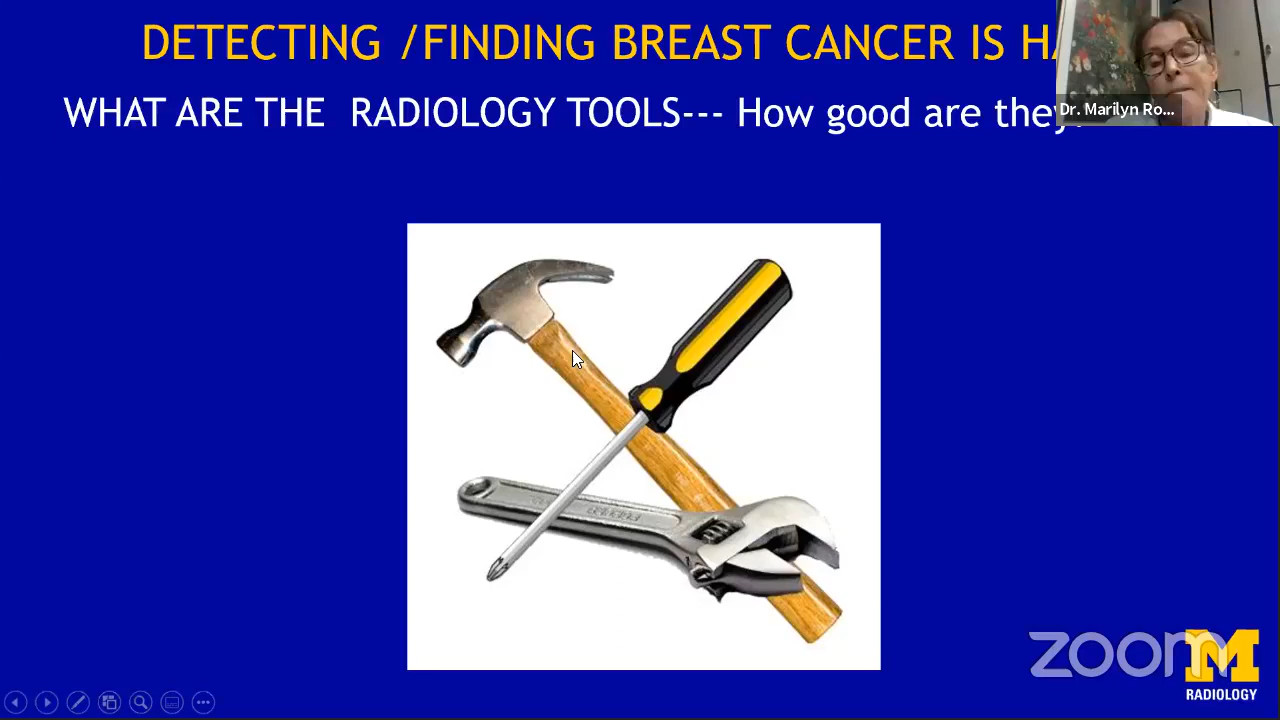 DETECTING /FINDING BREAST CANCER IS
WHAT ARE THE RADIOLOGY TOOLS--- How good are they
Dr. Marilyn Ro...
zoom
M
RADIOLOGY